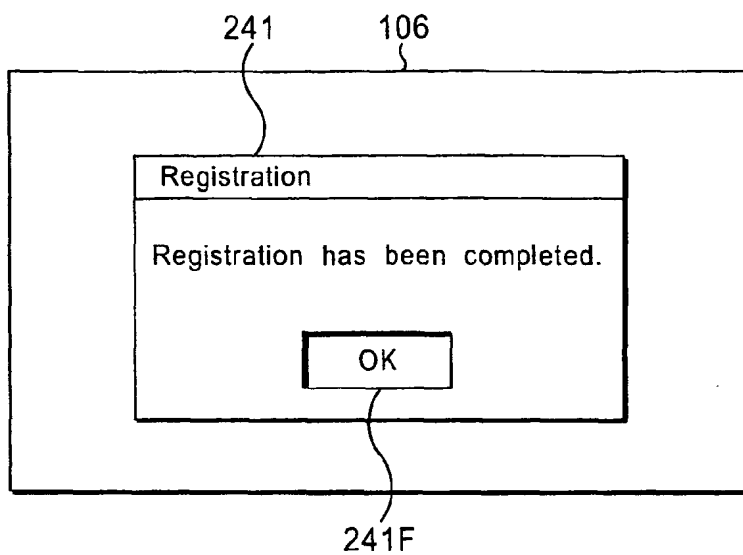 241 106
Registration
Registration has been completed.
OK
241F